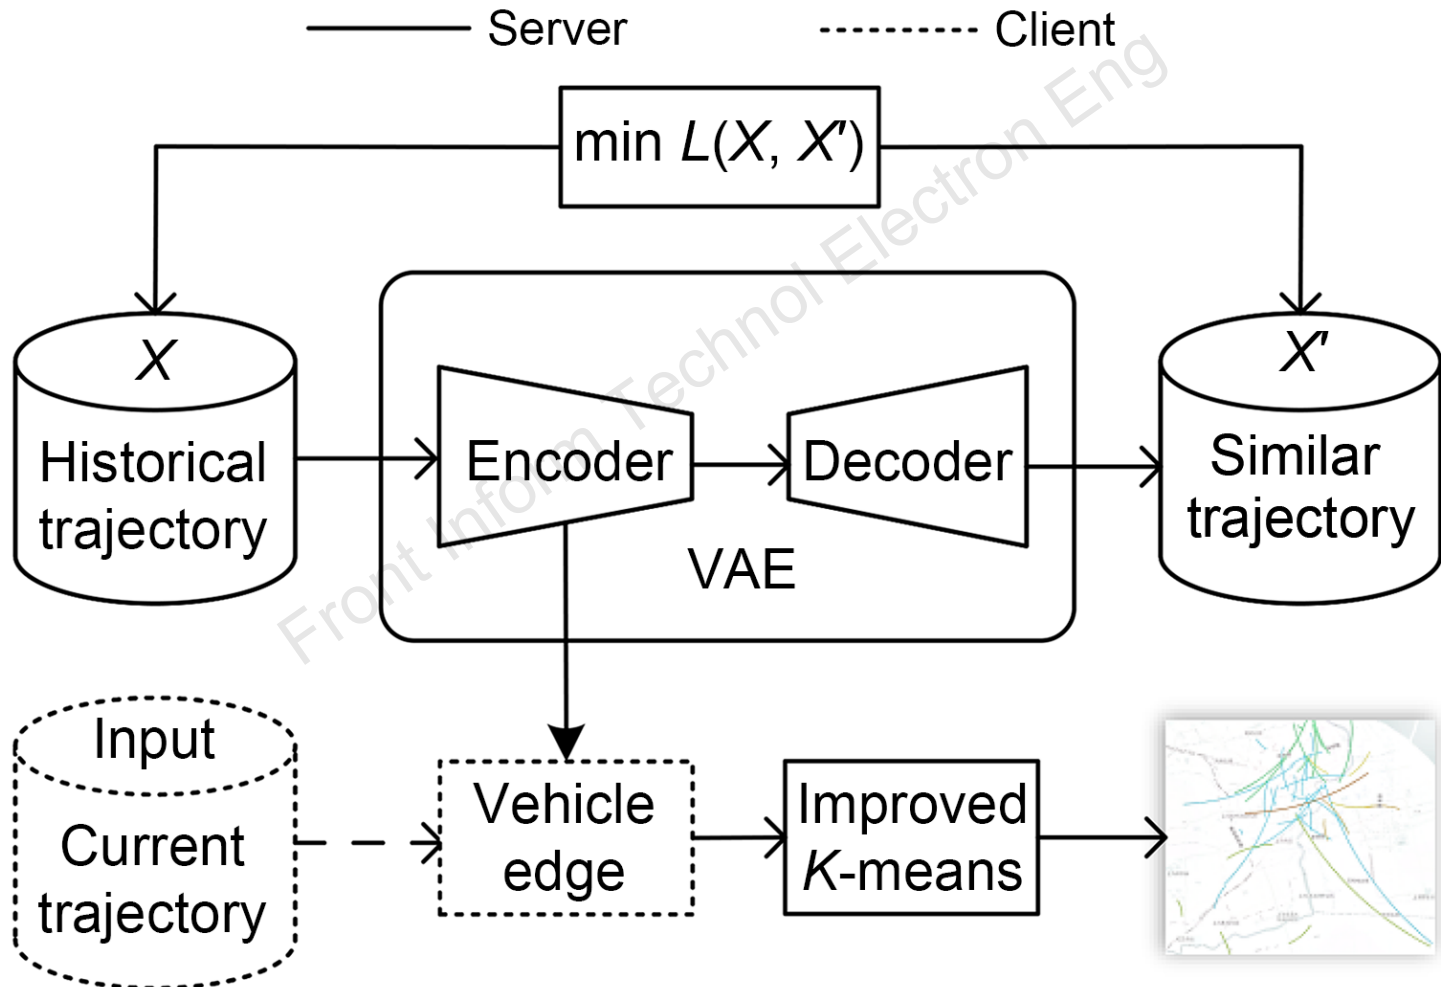 Server
Client
min L(X, X')
X
Historical
trajectory
Encoder
Decoder
VAE
X'
Similar
trajectory
Front Inform Technol Electron Eng
Input
Current
trajectory
Vehicle
edge
Improved
K-means